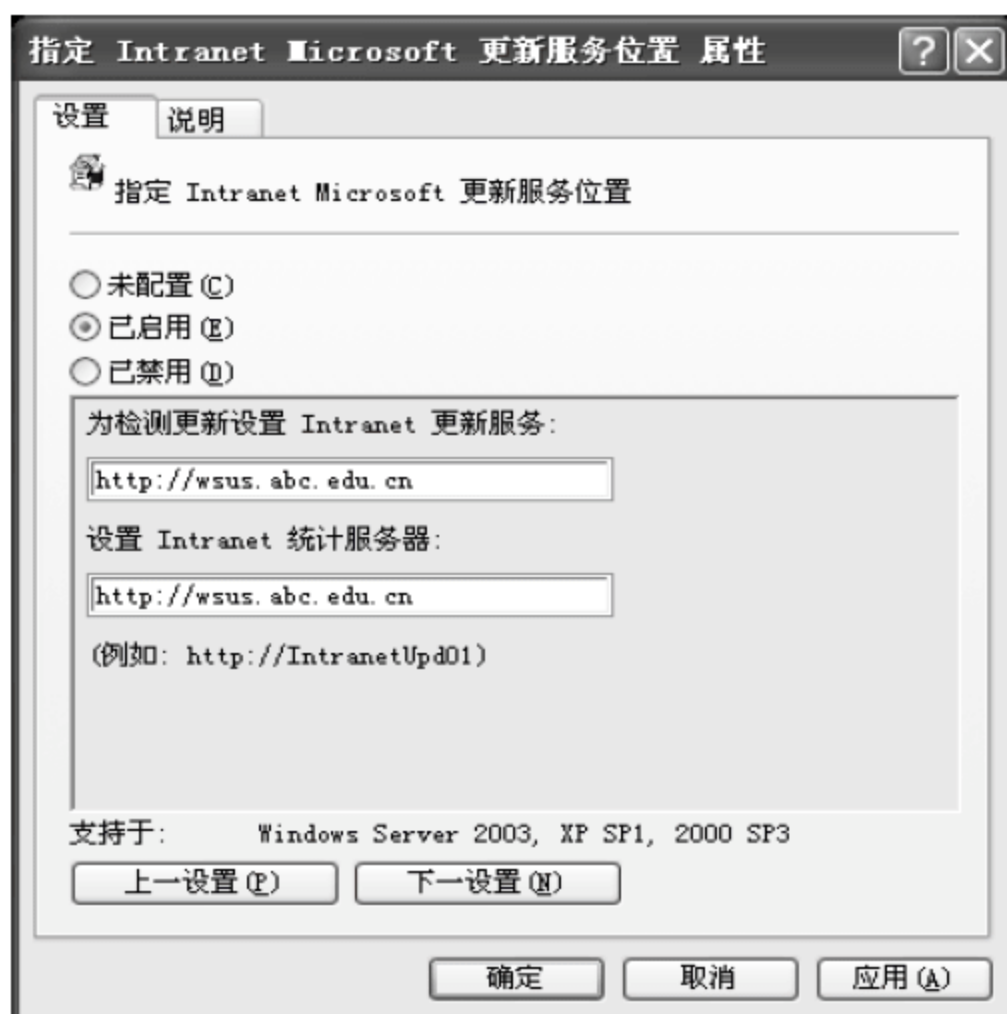 指定 Intranet Microsoft 更新服务位置 属性
设置 说明
指定 Intranet Microsoft 更新服务位置
未配置(C)
已启用(E)
已禁用(D)
为检测更新设置 Intranet 更新服务:
http://wsus.abc.edu.cn
设置 Intranet 统计服务器:
http://wsus.abc.edu.cn
(例如: http://IntranetUpd01)
支持于: Windows Server 2003, XP SP1, 2000 SP3
上一设置(P) 下一设置(N)
确定 取消 应用(A)